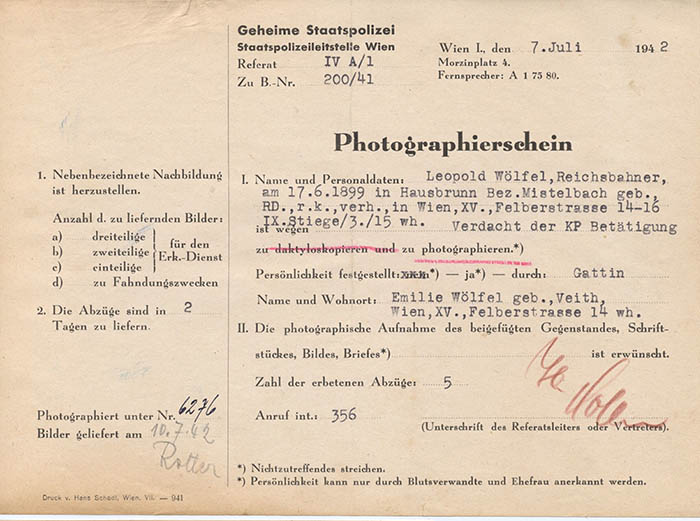 Geheime Staatspolizei
Staatspolizeileitstelle Wien
Referat IV A/1
Zu B.-Nr. 200/41
Wien I., den 7.Juli 1942
Morzinplatz 4.
Fernsprecher: A 1 75 80.
Photographierschein
1. Nebenbezeichnete Nachbildung
ist herzustellen.
Anzahl d. zu liefernden Bilder:
a) dreiteilige
b) zweiteilige
c) einteilige
für den
Erk.-Dienst
d) zu Fahndungszwecken
2. Die Abzüge sind in 2
Tagen zu liefern.
Photographiert unter Nr. 6276
Bilder geliefert am 10.7.42
Rotter
I. Name und Personaldaten: Leopold Wölfel,Reichsbahner,
am 17.6.1899 in Hausbrunn Bez.Mistelbach geb.,
RD.,r.k.,verh.,in Wien,XV.,Felberstrasse 14-16
IX.Stiege/3./15 wh.
ist wegen Verdacht der KP Betätigung
zu daktyloskopieren und zu photographieren.*)
Persönlichkeit festgestellt: *) — ja*) — durch: Gattin
Name und Wohnort: Emilie Wölfel geb.,Veith,
Wien,XV.,Felberstrasse 14 wh.
II. Die photographische Aufnahme des beigefügten Gegenstandes, Schrift-
stückes, Bildes, Briefes*) ist erwünscht.
Zahl der erbetenen Abzüge: 5
Anruf int.: 356
(Unterschrift des Referatsleiters oder Vertreters).
*) Nichtzutreffendes streichen.
*) Persönlichkeit kann nur durch Blutsverwandte und Ehefrau anerkannt werden.
Druck v. Hans Schadl, Wien, VII. — 941